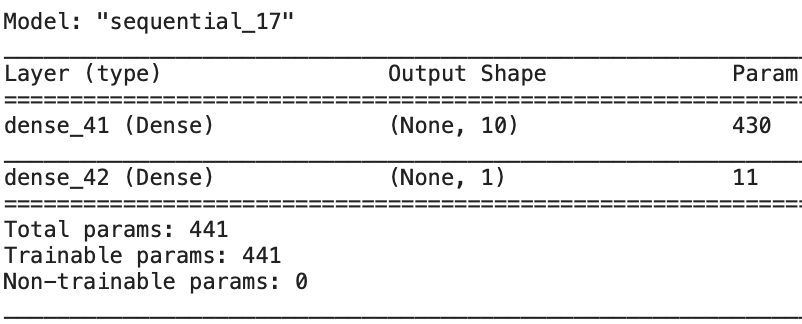 Model: "sequential_17"
Layer (type) Output Shape Param
dense_41 (Dense) (None, 10) 430
dense_42 (Dense) (None, 1) 11
Total params: 441
Trainable params: 441
Non-trainable params: 0